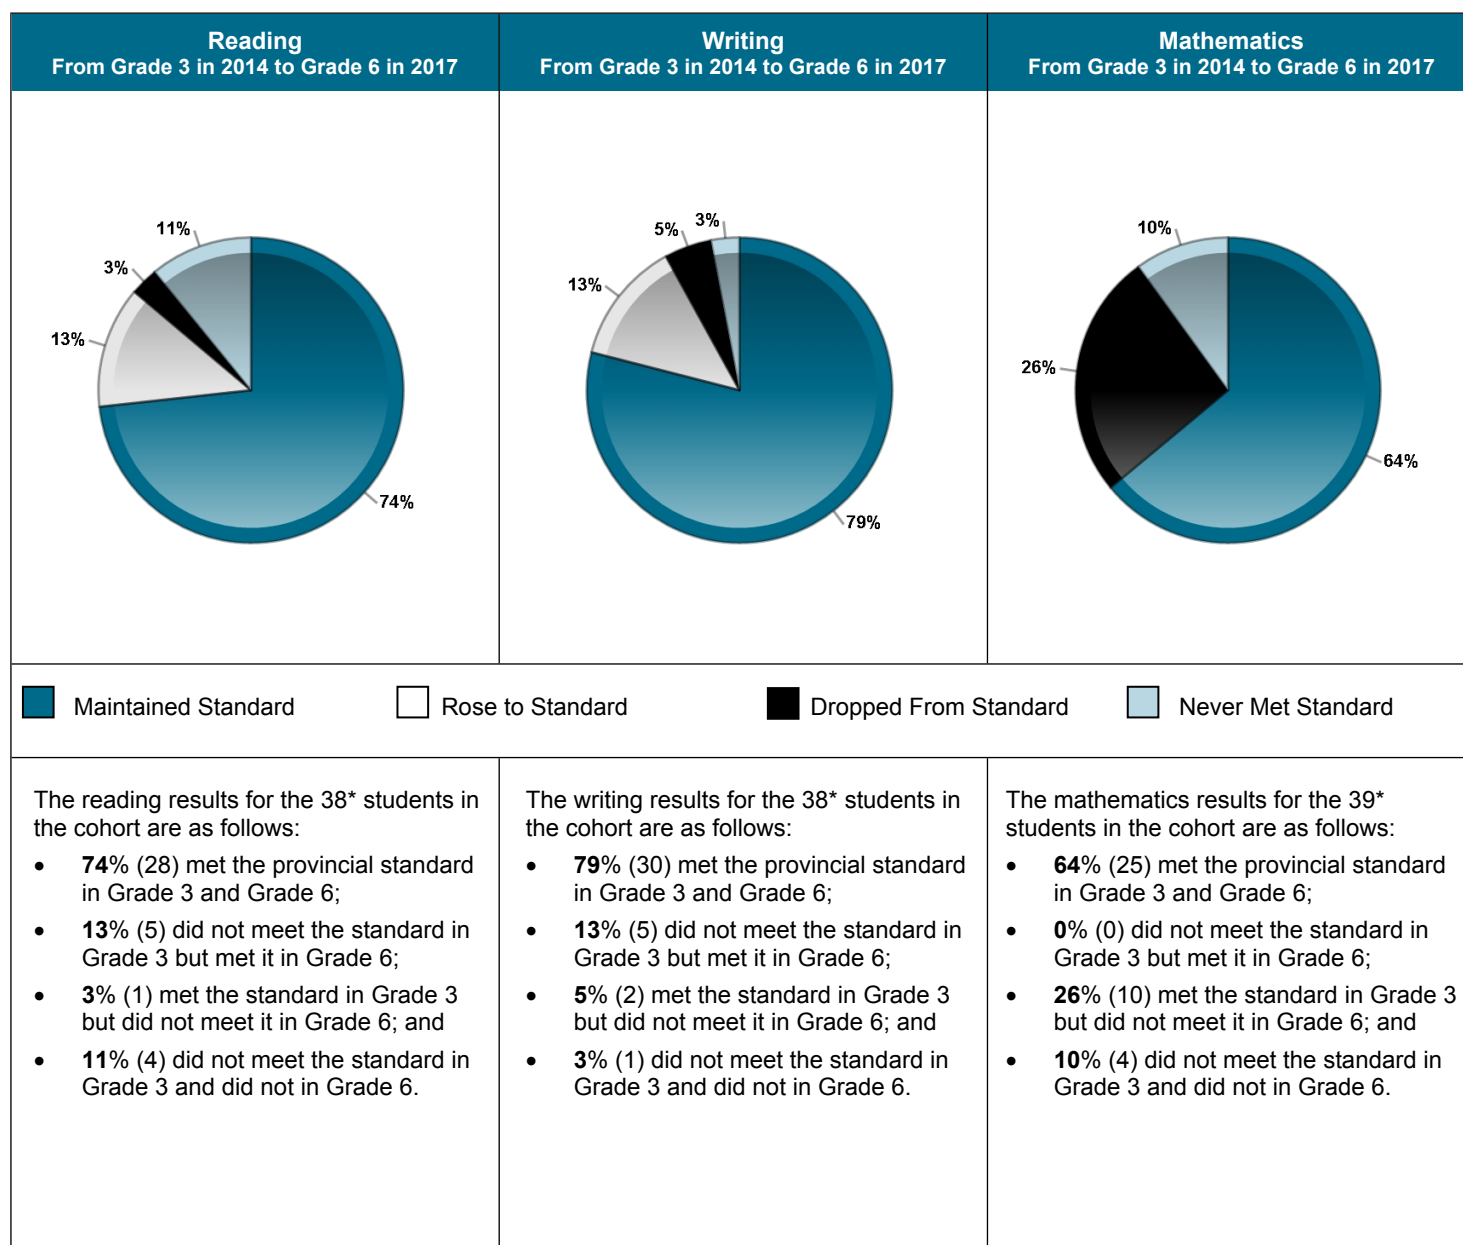 Reading
From Grade 3 in 2014 to Grade 6 in 2017
Writing
From Grade 3 in 2014 to Grade 6 in 2017
Mathematics
From Grade 3 in 2014 to Grade 6 in 2017
11%
3%
13%
74%
5%
3%
13%
79%
10%
26%
64%
Maintained Standard
Rose to Standard
Dropped From Standard
Never Met Standard
The reading results for the 38* students in
the cohort are as follows:
• 74% (28) met the provincial standard
in Grade 3 and Grade 6;
• 13% (5) did not meet the standard in
Grade 3 but met it in Grade 6;
• 3% (1) met the standard in Grade 3
but did not meet it in Grade 6; and
• 11% (4) did not meet the standard in
Grade 3 and did not in Grade 6.
The writing results for the 38* students in
the cohort are as follows:
• 79% (30) met the provincial standard
in Grade 3 and Grade 6;
• 13% (5) did not meet the standard in
Grade 3 but met it in Grade 6;
• 5% (2) met the standard in Grade 3
but did not meet it in Grade 6; and
• 3% (1) did not meet the standard in
Grade 3 and did not in Grade 6.
The mathematics results for the 39*
students in the cohort are as follows:
• 64% (25) met the provincial standard
in Grade 3 and Grade 6;
• 0% (0) did not meet the standard in
Grade 3 but met it in Grade 6;
• 26% (10) met the standard in Grade 3
but did not meet it in Grade 6; and
• 10% (4) did not meet the standard in
Grade 3 and did not in Grade 6.